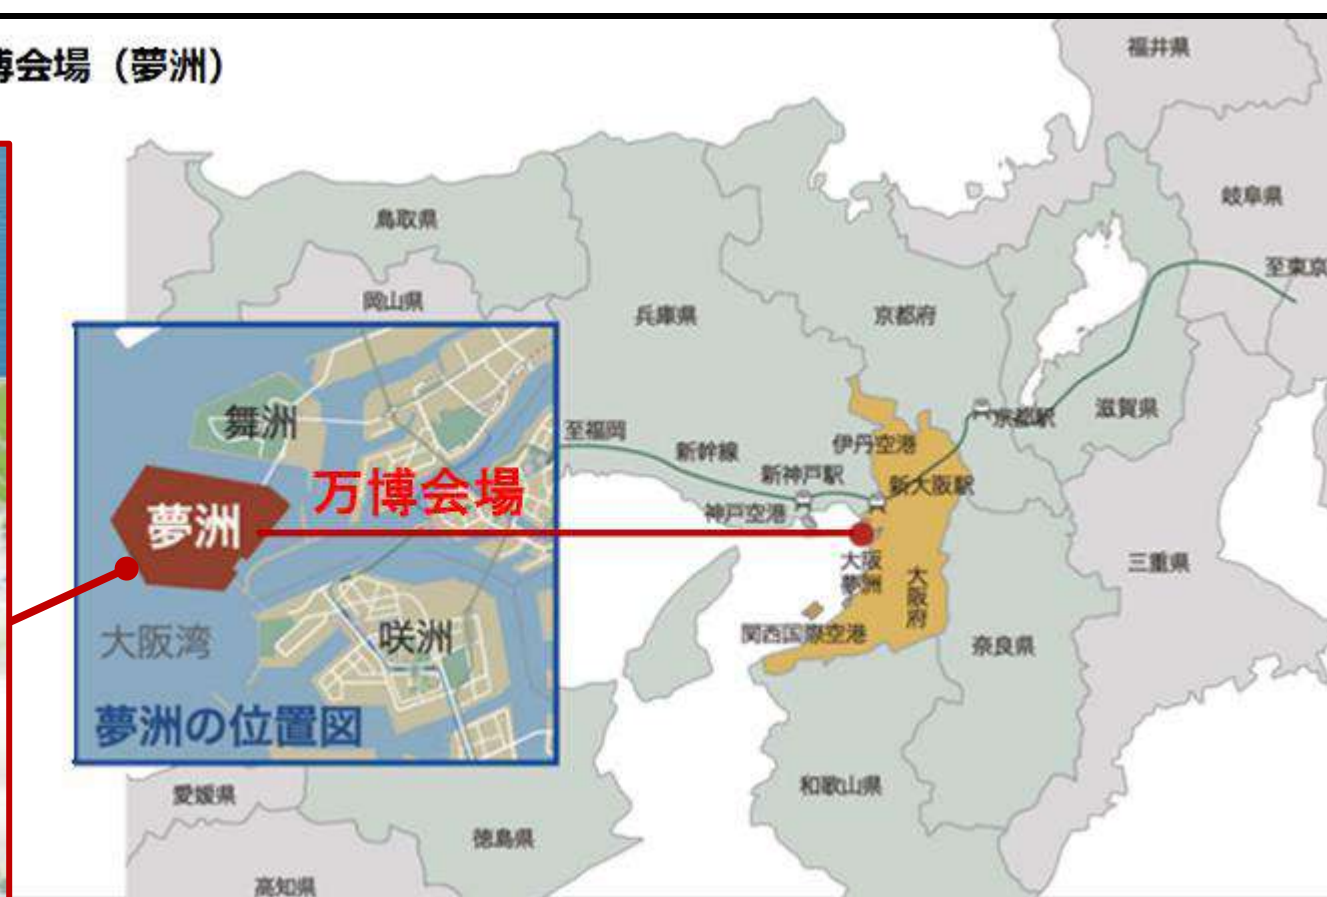 博会場（夢洲）
福井県
岐阜県
鳥取県
至東京
岡山県
兵庫県
京都府
舞洲
京都駅
滋賀県
至福岡
伊丹空港
新幹線
万博会場
新神戸駅
新大阪駅
夢洲
神戸空港
大阪
夢洲
大阪府
三重県
大阪湾
咲洲
関西国際空港
奈良県
夢洲の位置図
愛媛県
和歌山県
徳島県
高知県